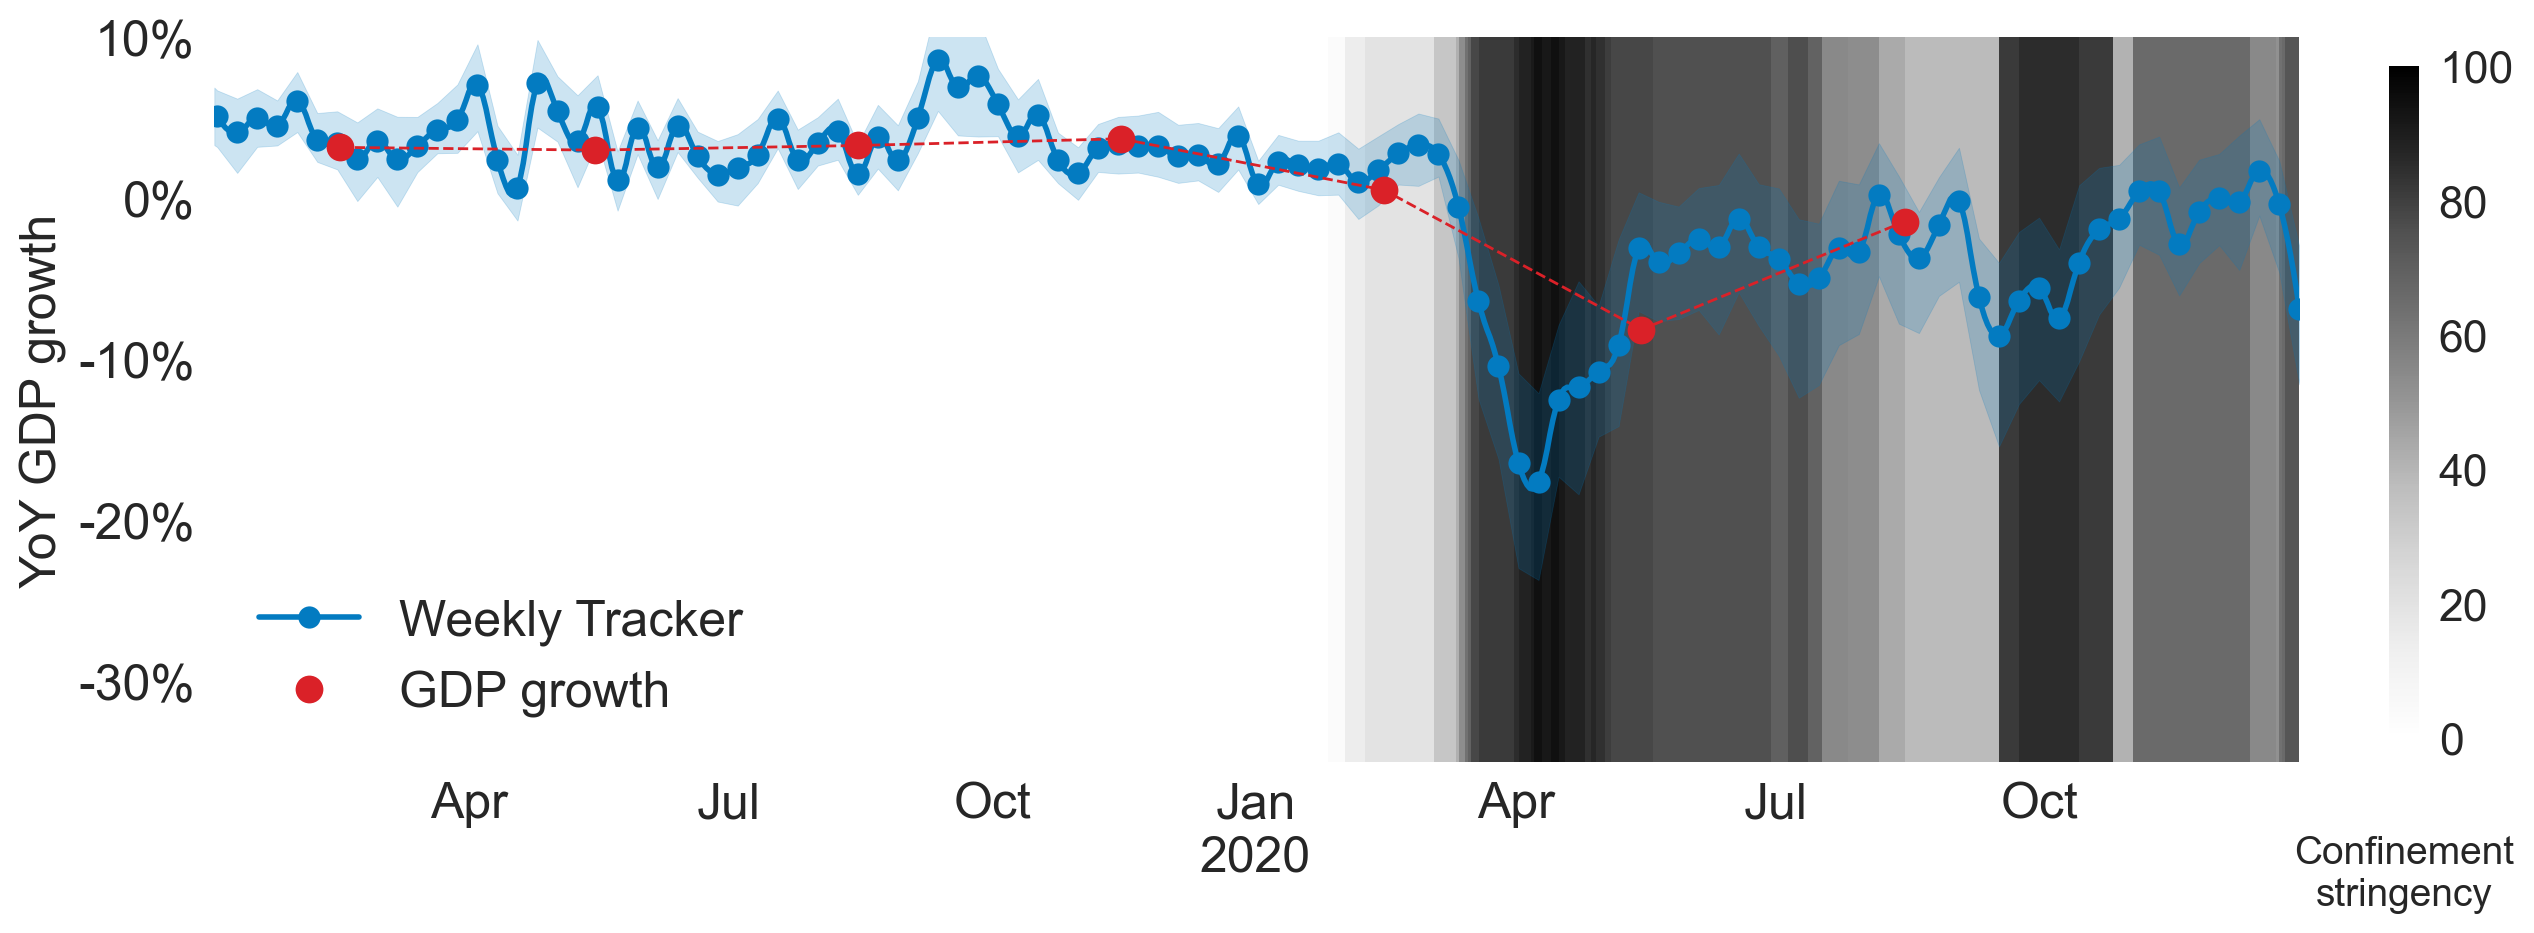 YoY GDP growth
10%
0%
-10%
-20%
-30%
Weekly Tracker
GDP growth
Apr
Jul
Oct
Jan
2020
Apr
Jul
Oct
100
80
60
40
20
0
Confinement
stringency